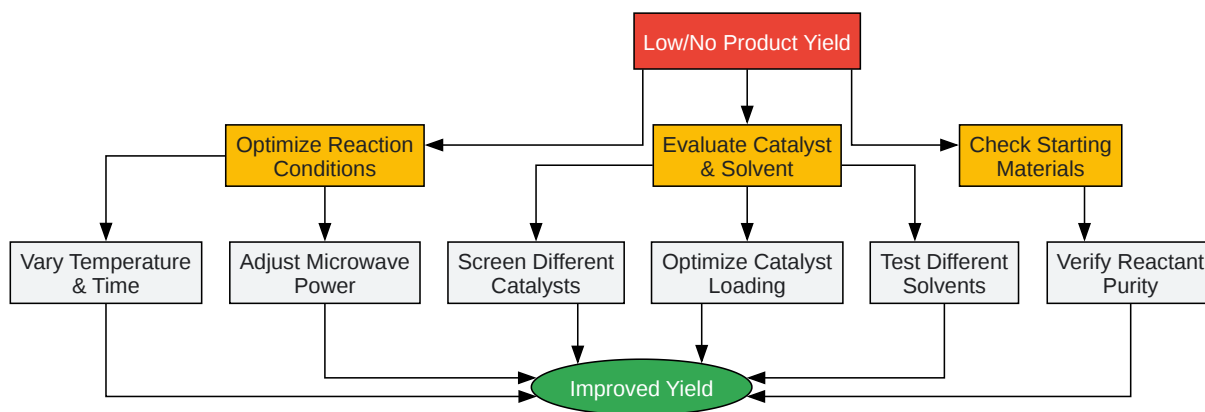 Low/No Product Yield
Optimize Reaction
Conditions
Evaluate Catalyst
& Solvent
Check Starting
Materials
Vary Temperature
& Time
Adjust Microwave
Power
Screen Different
Catalysts
Optimize Catalyst
Loading
Test Different
Solvents
Verify Reactant
Purity
Improved Yield